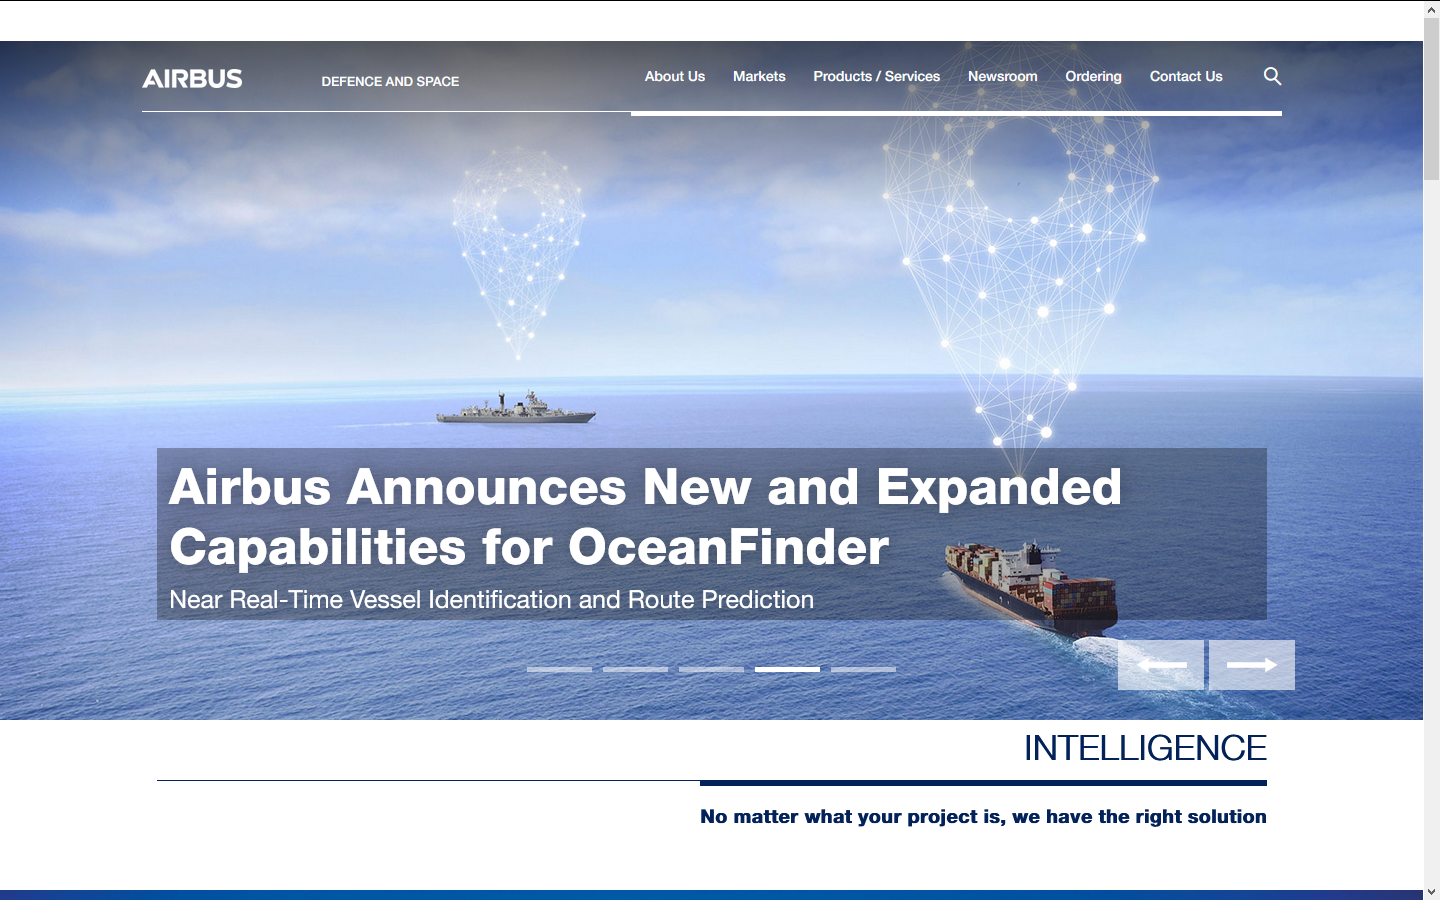 AIRBUS
DEFENCE AND SPACE
About Us
Markets
Products / Services
Newsroom
Ordering
Contact Us
Airbus Announces New and Expanded
Capabilities for OceanFinder
Near Real-Time Vessel Identification and Route Prediction
INTELLIGENCE
No matter what your project is, we have the right solution